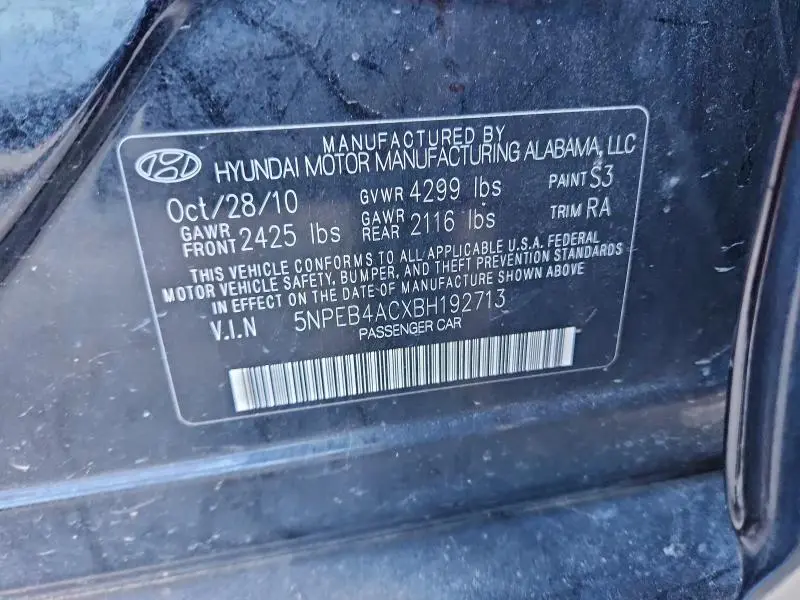 MANUFACTURED BY
HYUNDAI MOTOR MANUFACTURING ALABAMA, LLC
Oct/28/10 GVWR 4299 lbs PAINT S3
GAWR FRONT 2425 lbs GAWR REAR 2116 lbs TRIM RA
THIS VEHICLE CONFORMS TO ALL APPLICABLE U.S.A. FEDERAL
MOTOR VEHICLE SAFETY, BUMPER, AND THEFT PREVENTION STANDARDS
IN EFFECT ON THE DATE OF MANUFACTURE SHOWN ABOVE
V.I.N 5NPEB4ACXBH192713
PASSENGER CAR